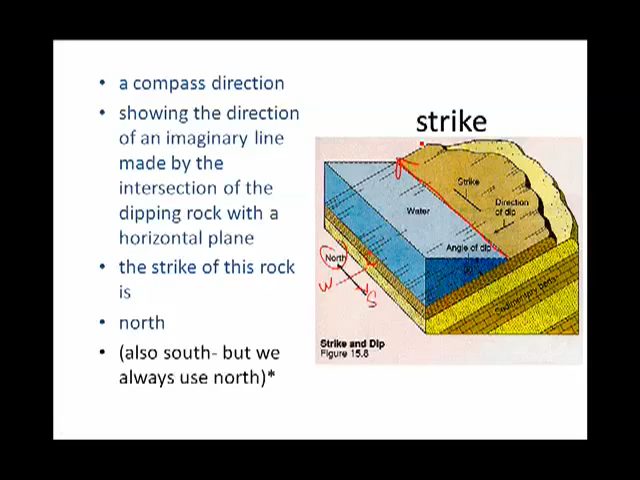 strike
• a compass direction
• showing the direction
of an imaginary line
made by the
intersection of the
dipping rock with a
horizontal plane
• the strike of this rock
is
• north
• (also south- but we
always use north)*
Strike
Water
Direction
of dip
Angle of dip
North
W
S
Sedimentary beds
Strike and Dip
Figure 15.8